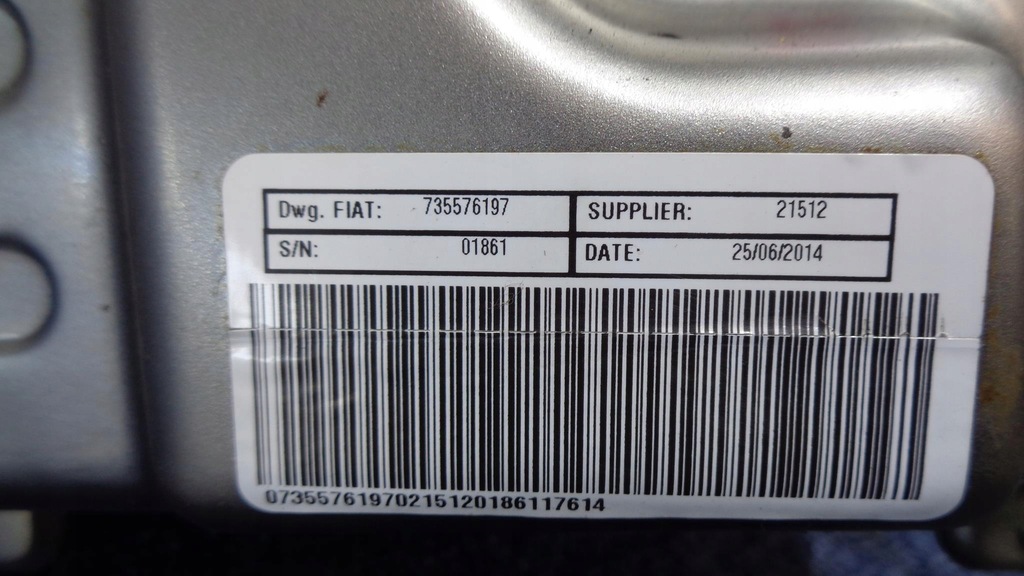 Dwg. FIAT: 735576197 SUPPLIER: 21512
S/N: 01861 DATE: 25/06/2014
07355761970215120186117614